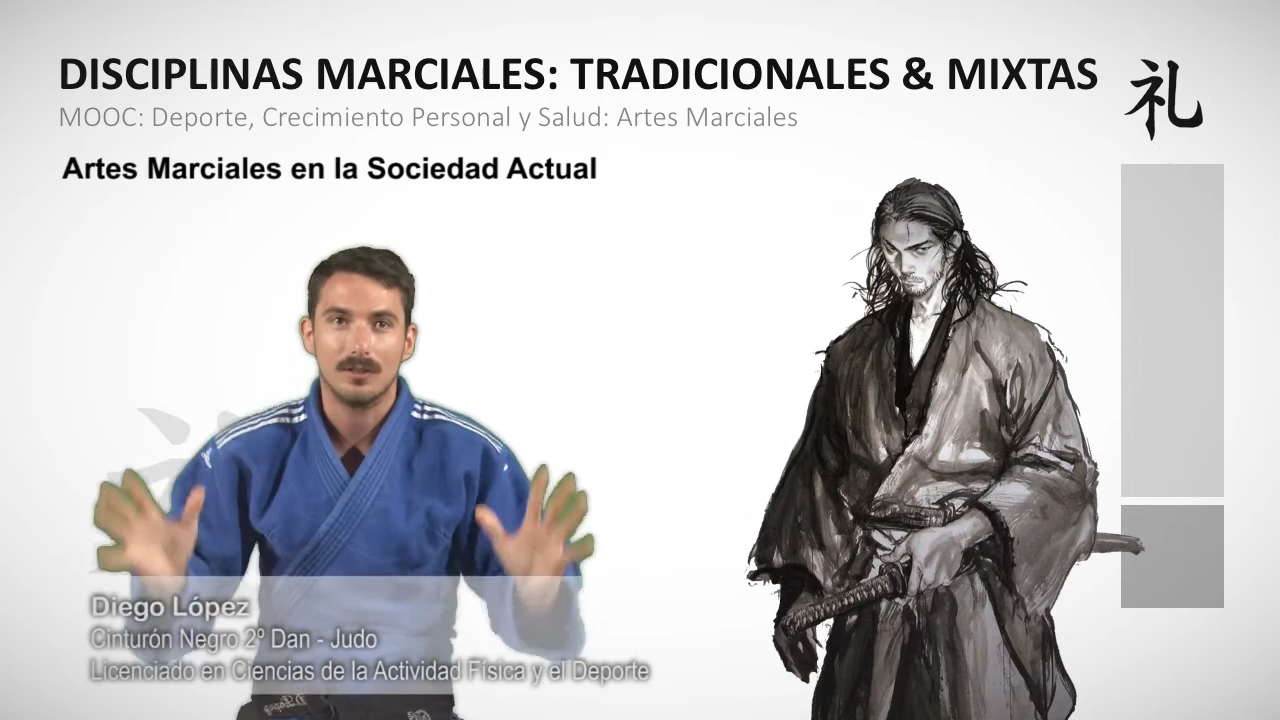 DISCIPLINAS MARCIALES: TRADICIONALES & MIXTAS
礼
MOOC: Deporte, Crecimiento Personal y Salud: Artes Marciales
Artes Marciales en la Sociedad Actual
Diego López
Cinturón Negro 2º Dan - Judo
Licenciado en Ciencias de la Actividad Física y el Deporte